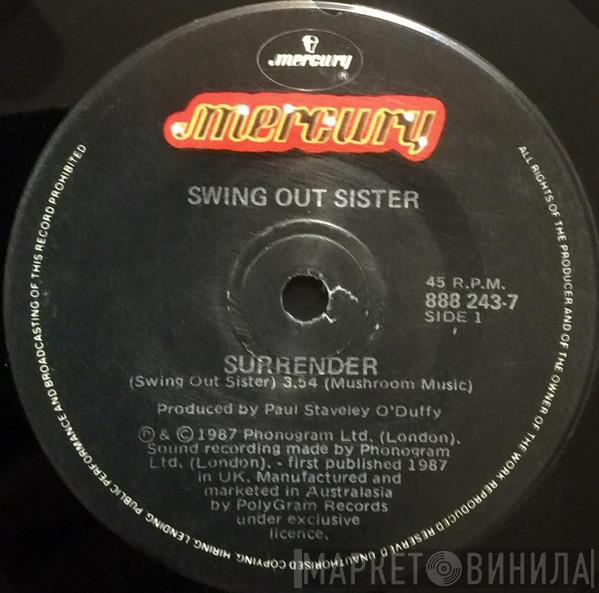 mercury
®
mercury
SWING OUT SISTER
45 R.P.M.
888 243-7
SIDE 1
SURRENDER
(Swing Out Sister) 3.54 (Mushroom Music)
Produced by Paul Staveley O'Duffy
℗ & © 1987 Phonogram Ltd. (London).
Sound recording made by Phonogram
Ltd. (London). - first published 1987
in UK. Manufactured and
marketed in Australasia
by PolyGram Records
under exclusive
licence.
ALL RIGHTS OF THE PRODUCER AND OF THE OWNER OF THE WORK REPRODUCED RESERVED. UNAUTHORISED COPYING, HIRING, LENDING, PUBLIC PERFORMANCE AND BROADCASTING OF THIS RECORD PROHIBITED
МАРКЕТ ВИНИЛА